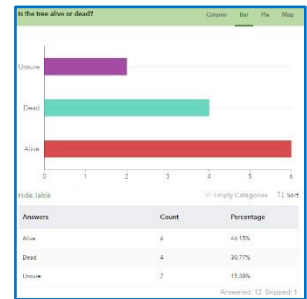 Is the tree alive or dead? Column Bar Pie Map
Unsure
Dead
Alive
0 1 2 3 4 5 6
Hide table Empty Categories Sort
Answers Count Percentage
Alive 6 46.15%
Dead 4 30.77%
Unsure 2 15.38%
Answered: 12 Skipped: 1